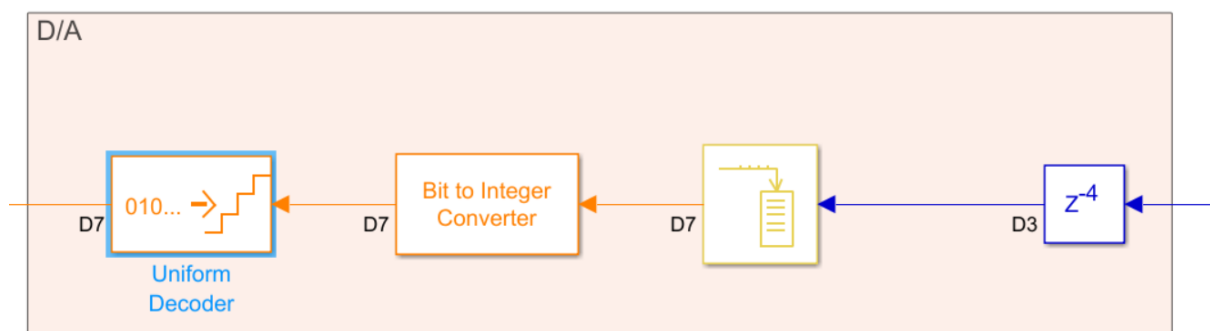 D/A
010...
D7
Uniform
Decoder
Bit to Integer
Converter
D7
D7
Z-4
D3